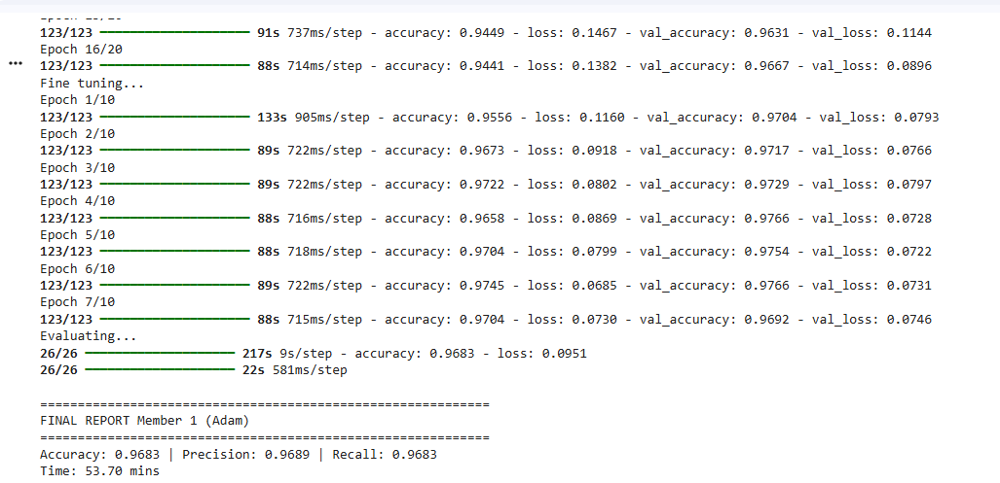 123/123 ━━━━━━━━━━━━━━━━━━━━ 91s 737ms/step - accuracy: 0.9449 - loss: 0.1467 - val_accuracy: 0.9631 - val_loss: 0.1144
Epoch 16/20
123/123 ━━━━━━━━━━━━━━━━━━━━ 88s 714ms/step - accuracy: 0.9441 - loss: 0.1382 - val_accuracy: 0.9667 - val_loss: 0.0896
Fine tuning...
Epoch 1/10
123/123 ━━━━━━━━━━━━━━━━━━━━ 133s 905ms/step - accuracy: 0.9556 - loss: 0.1160 - val_accuracy: 0.9704 - val_loss: 0.0793
Epoch 2/10
123/123 ━━━━━━━━━━━━━━━━━━━━ 89s 722ms/step - accuracy: 0.9673 - loss: 0.0918 - val_accuracy: 0.9717 - val_loss: 0.0766
Epoch 3/10
123/123 ━━━━━━━━━━━━━━━━━━━━ 89s 722ms/step - accuracy: 0.9722 - loss: 0.0802 - val_accuracy: 0.9729 - val_loss: 0.0797
Epoch 4/10
123/123 ━━━━━━━━━━━━━━━━━━━━ 88s 716ms/step - accuracy: 0.9658 - loss: 0.0869 - val_accuracy: 0.9766 - val_loss: 0.0728
Epoch 5/10
123/123 ━━━━━━━━━━━━━━━━━━━━ 88s 718ms/step - accuracy: 0.9704 - loss: 0.0799 - val_accuracy: 0.9754 - val_loss: 0.0722
Epoch 6/10
123/123 ━━━━━━━━━━━━━━━━━━━━ 89s 722ms/step - accuracy: 0.9745 - loss: 0.0685 - val_accuracy: 0.9766 - val_loss: 0.0731
Epoch 7/10
123/123 ━━━━━━━━━━━━━━━━━━━━ 88s 715ms/step - accuracy: 0.9704 - loss: 0.0730 - val_accuracy: 0.9692 - val_loss: 0.0746
Evaluating...
26/26 ━━━━━━━━━━━━━━━━━━━━ 217s 9s/step - accuracy: 0.9683 - loss: 0.0951
26/26 ━━━━━━━━━━━━━━━━━━━━ 22s 581ms/step
============================================================
FINAL REPORT Member 1 (Adam)
============================================================
Accuracy: 0.9683 | Precision: 0.9689 | Recall: 0.9683
Time: 53.70 mins